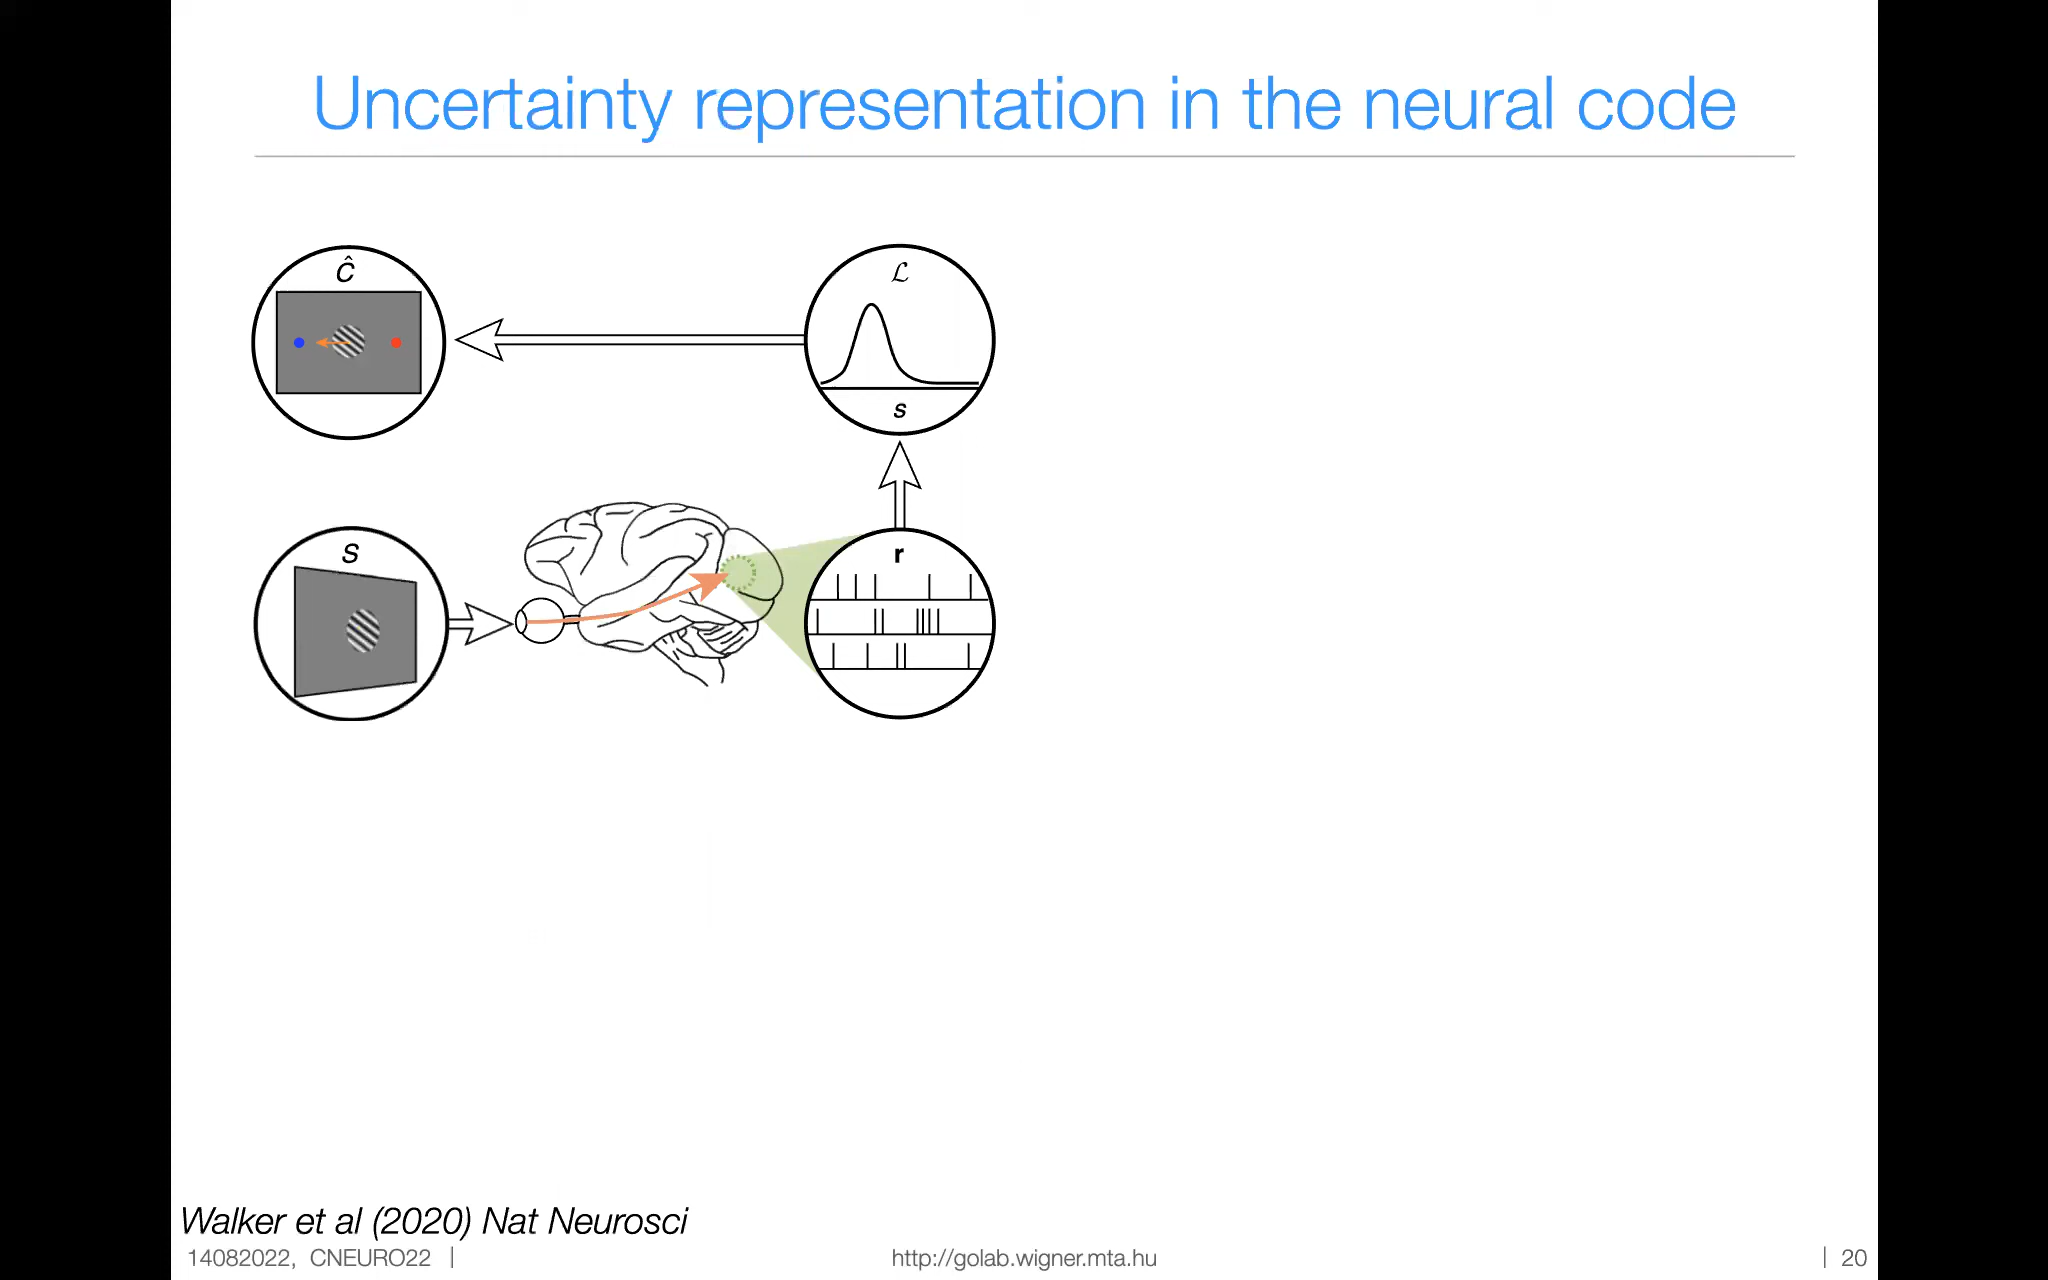 Uncertainty representation in the neural code
Ĉ
ℒ
s
S
r
Walker et al (2020) Nat Neurosci
14082022, CNEURO22 |
http://golab.wigner.mta.hu
| 20